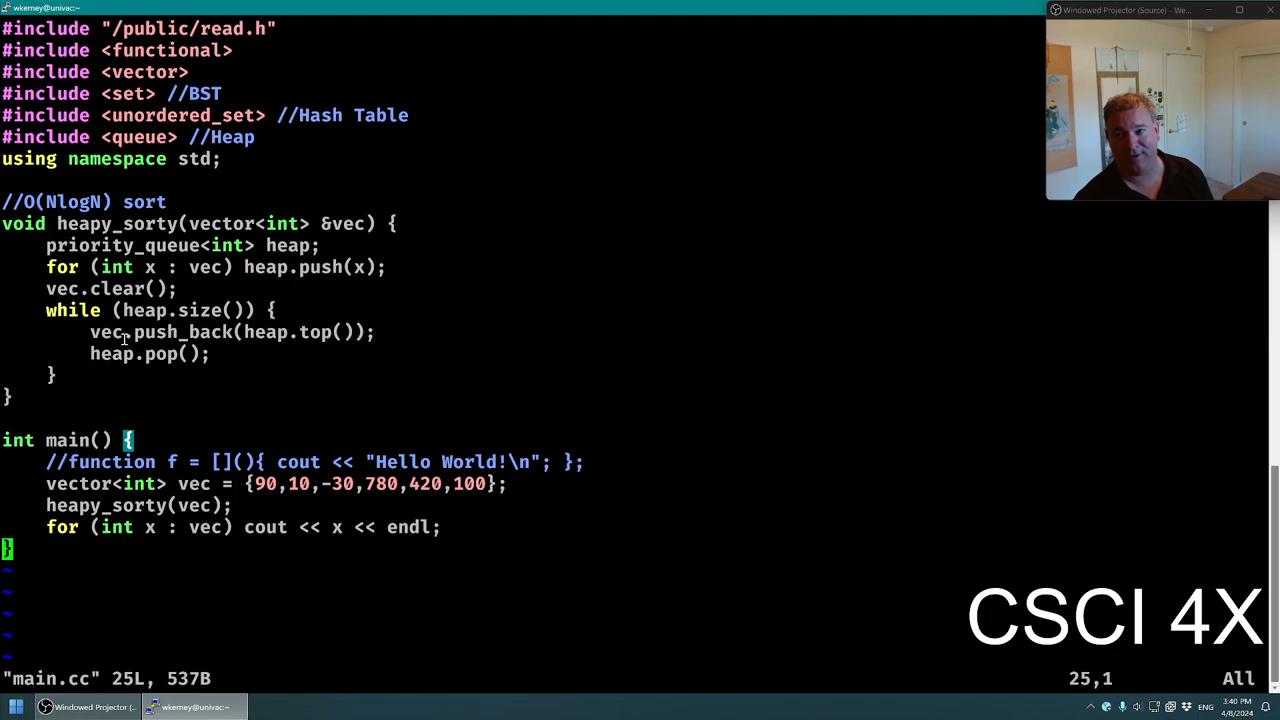 wkerney@univac:~
Windowed Projector (Source) - We...
#include "/public/read.h"
#include <functional>
#include <vector>
#include <set> //BST
#include <unordered_set> //Hash Table
#include <queue> //Heap
using namespace std;
//O(NlogN) sort
void heapy_sorty(vector<int> &vec) {
    priority_queue<int> heap;
    for (int x : vec) heap.push(x);
    vec.clear();
    while (heap.size()) {
        vec.push_back(heap.top());
        heap.pop();
    }
}
int main() {
    //function f = [](){ cout << "Hello World!\n"; };
    vector<int> vec = {90,10,-30,780,420,100};
    heapy_sorty(vec);
    for (int x : vec) cout << x << endl;
}
~
~
~
~
~
CSCI 4X
"main.cc" 25L, 537B 25,1 All
Windowed Projector (... wkerney@univac:~ ENG 3:40 PM
4/8/2024